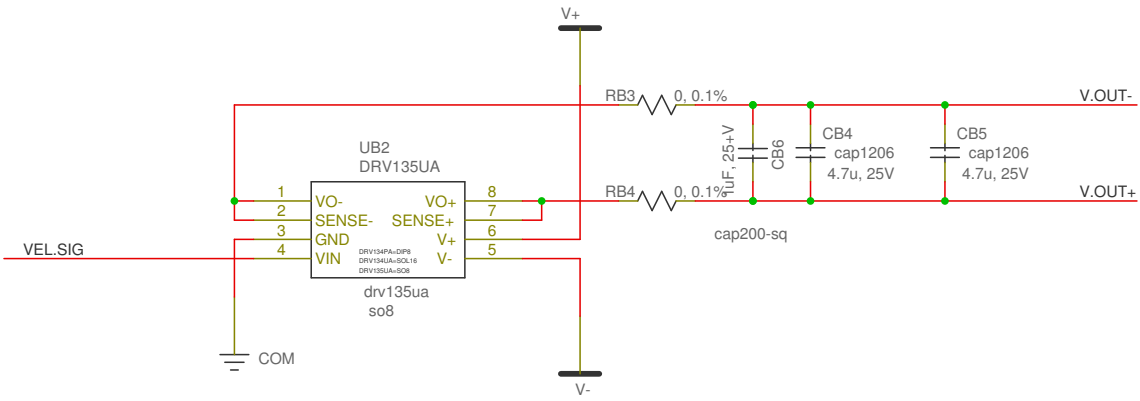 V+
RB3
0, 0.1%
V.OUT-
1uF, 25+V
CB6
CB4
cap1206
4.7u, 25V
CB5
cap1206
4.7u, 25V
UB2
DRV135UA
1
VO-
2
SENSE-
3
GND
4
VIN
8
VO+
7
SENSE+
6
V+
5
V-
DRV134PA=DIP8
DRV134UA=SOL16
DRV135UA=SO8
RB4
0, 0.1%
V.OUT+
cap200-sq
VEL.SIG
drv135ua
so8
COM
V-